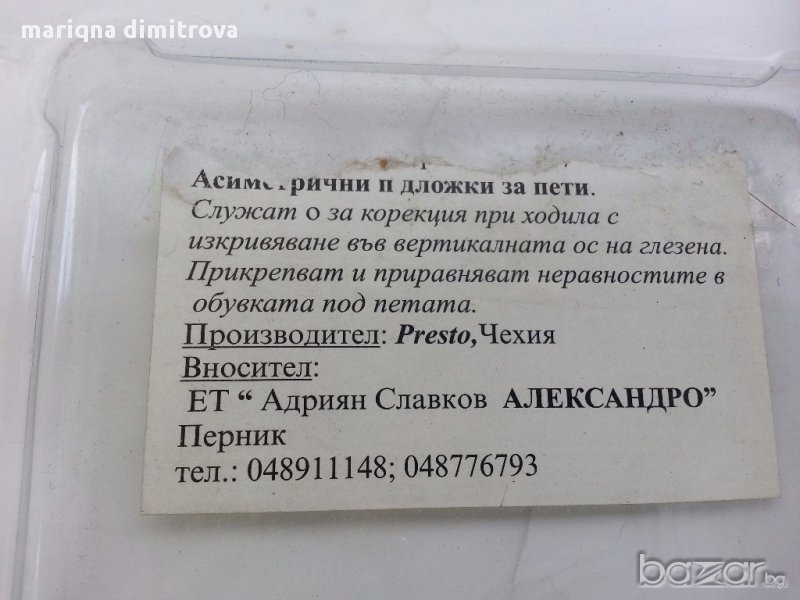 mariqna dimitrova
Асиметрични п дложки за пети.
Служат о за корекция при ходила с
изкривяване във вертикалната ос на глезена.
Прикрепват и приравняват неравностите в
обувката под петата.
Производител: Presto,Чехия
Вносител:
ЕТ “ Адриян Славков АЛЕКСАНДРО”
Перник
тел.: 048911148; 048776793
bazar.bg